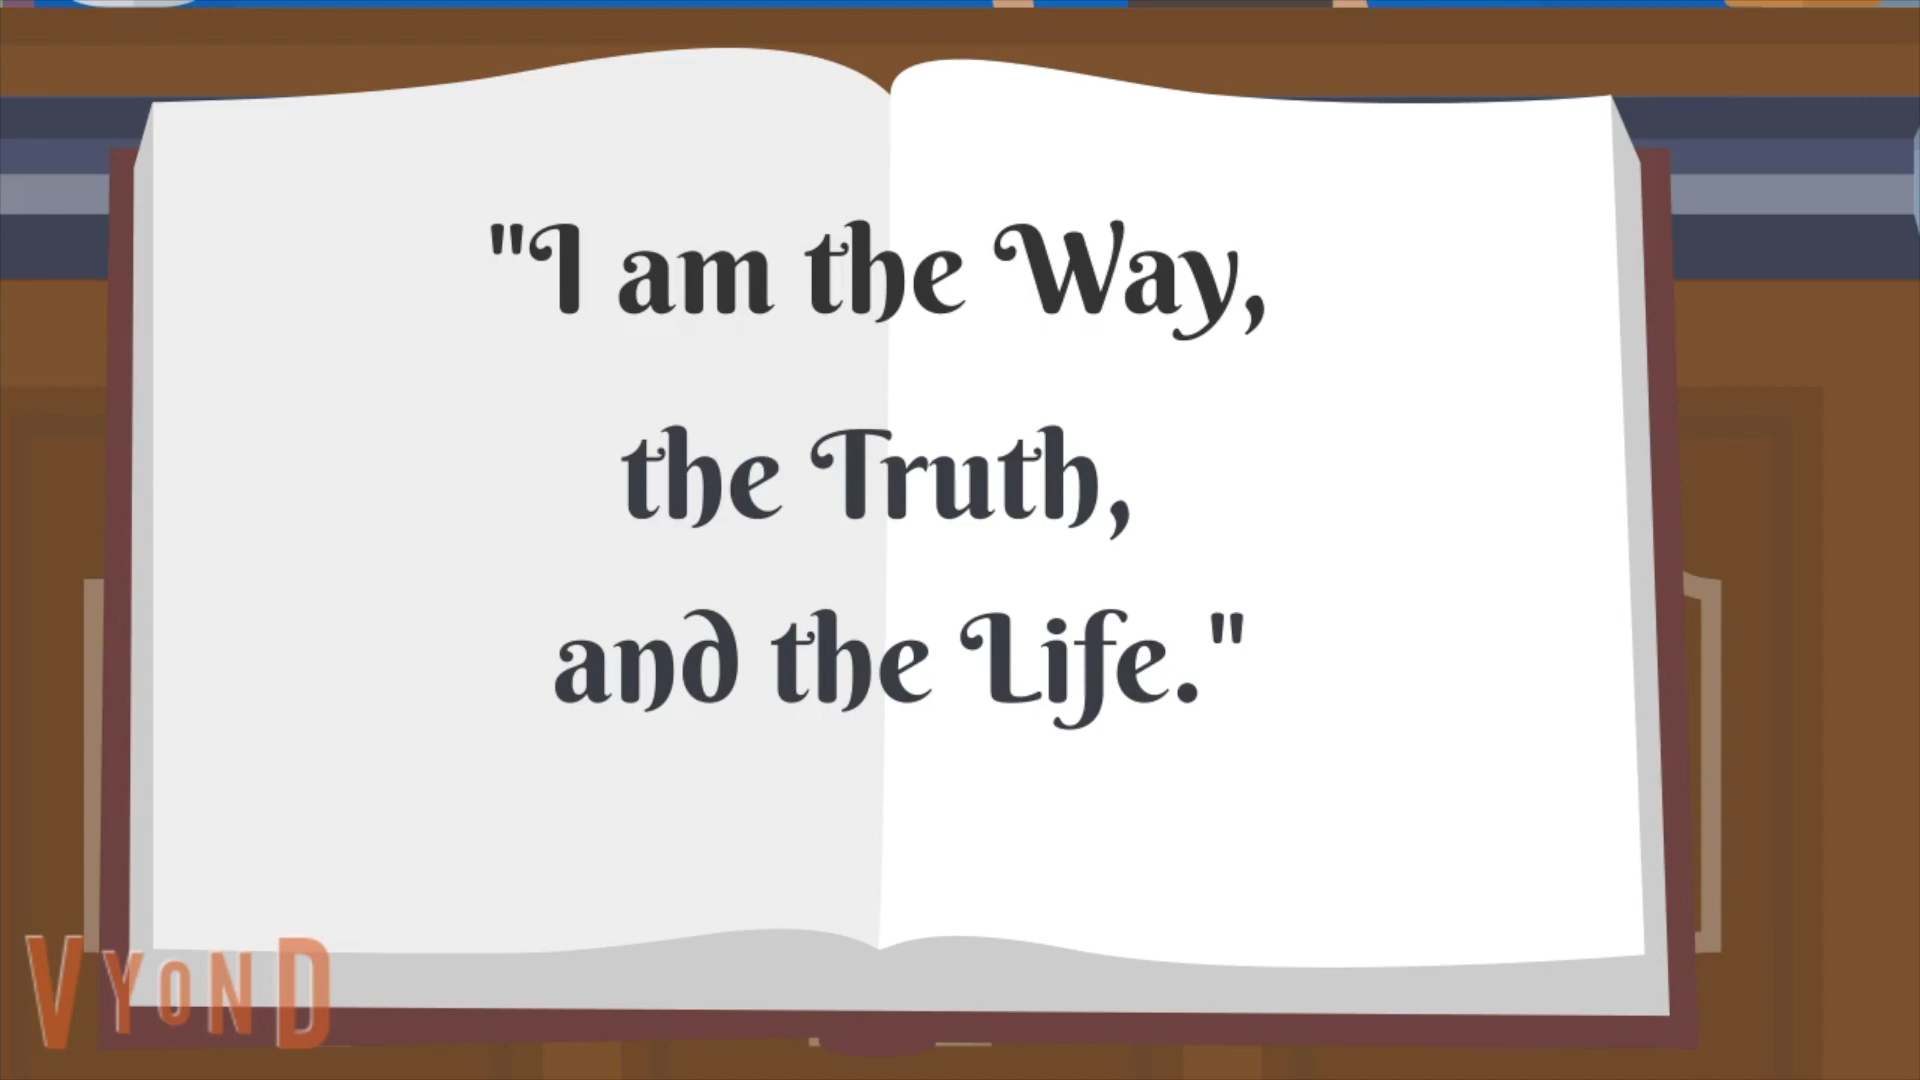 "I am the Way,
the Truth,
and the Life."
VYOND